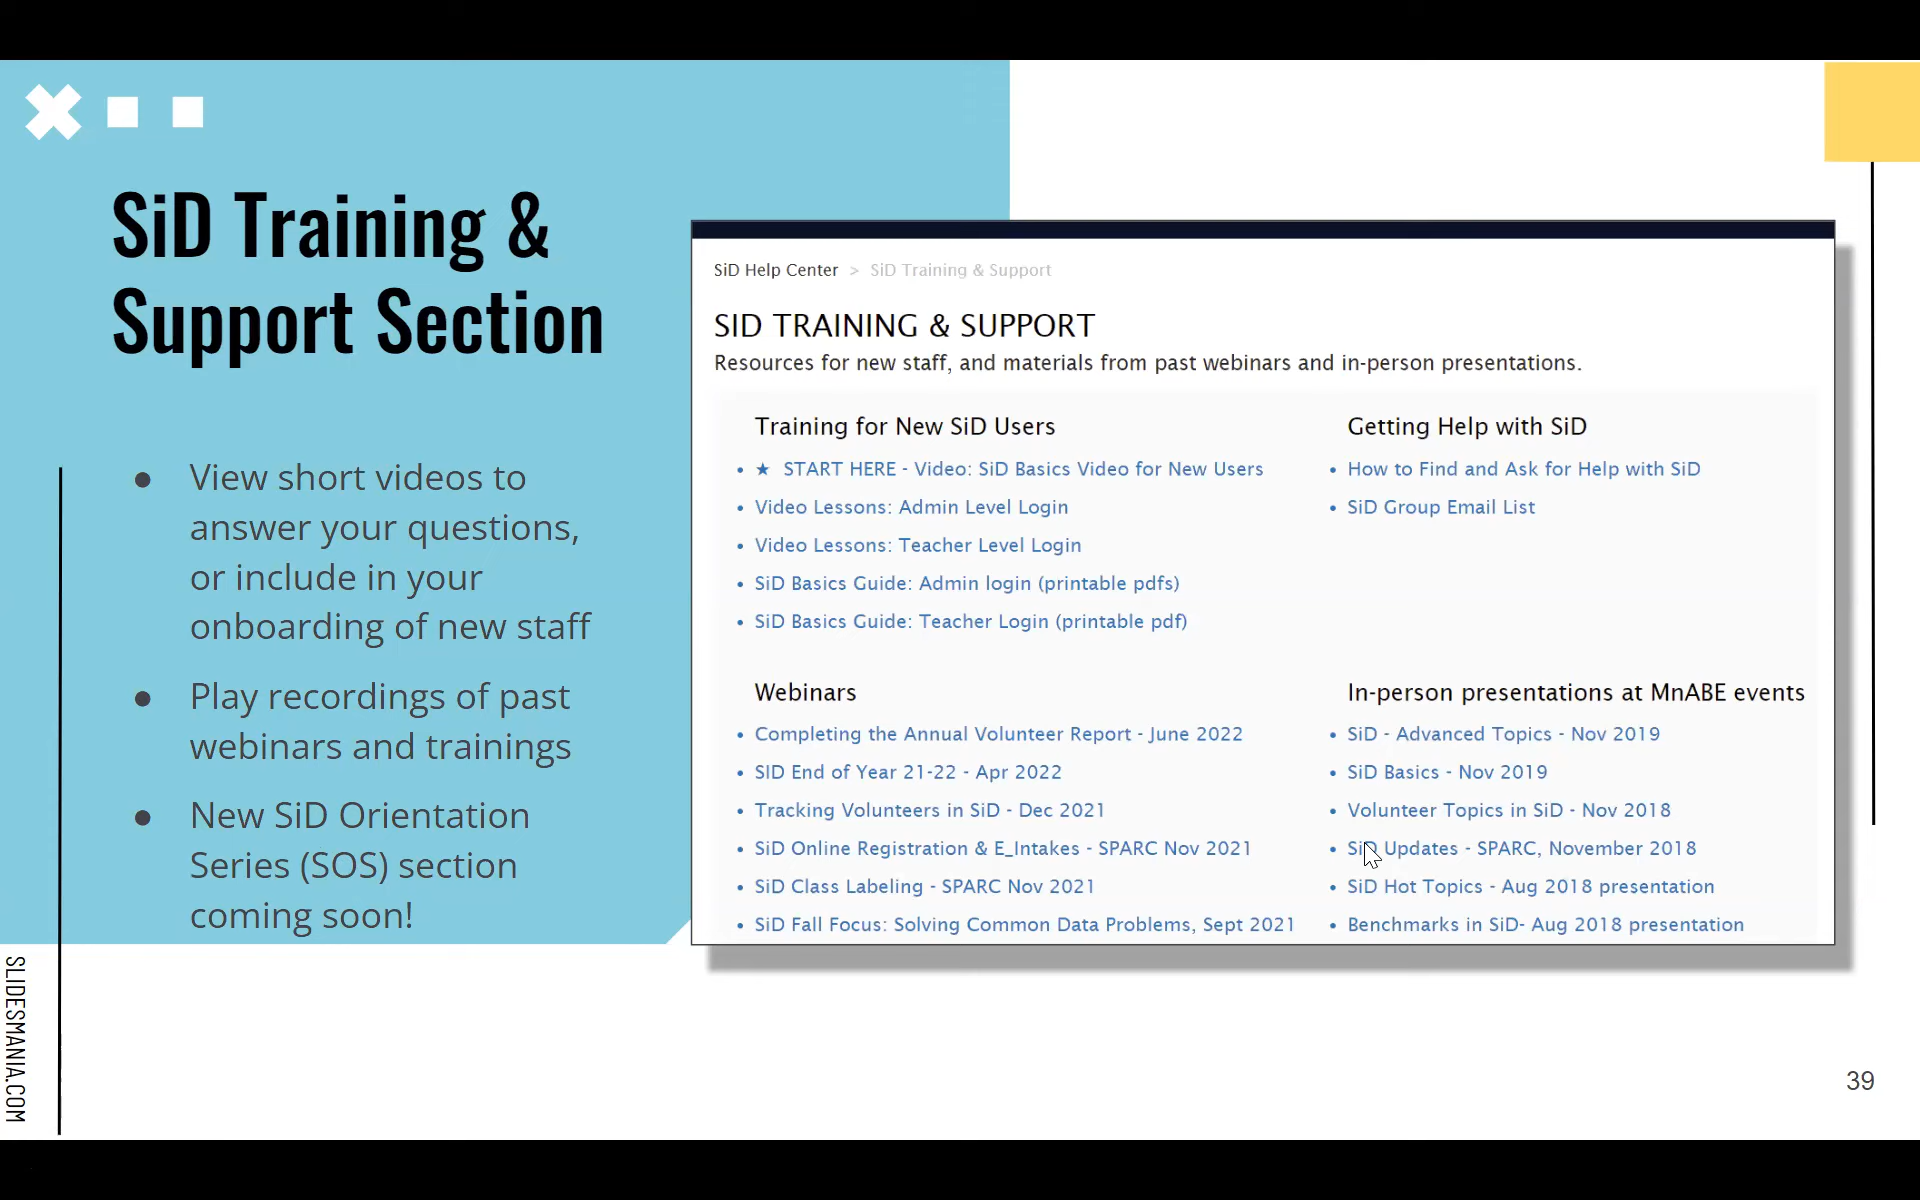 SiD Training &
Support Section
● View short videos to
answer your questions,
or include in your
onboarding of new staff
● Play recordings of past
webinars and trainings
● New SiD Orientation
Series (SOS) section
coming soon!
SiD Help Center > SiD Training & Support
SID TRAINING & SUPPORT
Resources for new staff, and materials from past webinars and in-person presentations.
Training for New SiD Users
• ★ START HERE - Video: SiD Basics Video for New Users
• Video Lessons: Admin Level Login
• Video Lessons: Teacher Level Login
• SiD Basics Guide: Admin login (printable pdfs)
• SiD Basics Guide: Teacher Login (printable pdf)
Getting Help with SiD
• How to Find and Ask for Help with SiD
• SiD Group Email List
Webinars
• Completing the Annual Volunteer Report - June 2022
• SID End of Year 21-22 - Apr 2022
• Tracking Volunteers in SiD - Dec 2021
• SiD Online Registration & E_Intakes - SPARC Nov 2021
• SiD Class Labeling - SPARC Nov 2021
• SiD Fall Focus: Solving Common Data Problems, Sept 2021
In-person presentations at MnABE events
• SiD - Advanced Topics - Nov 2019
• SiD Basics - Nov 2019
• Volunteer Topics in SiD - Nov 2018
• SiD Updates - SPARC, November 2018
• SiD Hot Topics - Aug 2018 presentation
• Benchmarks in SiD- Aug 2018 presentation
SLIDESMANIA.COM
39